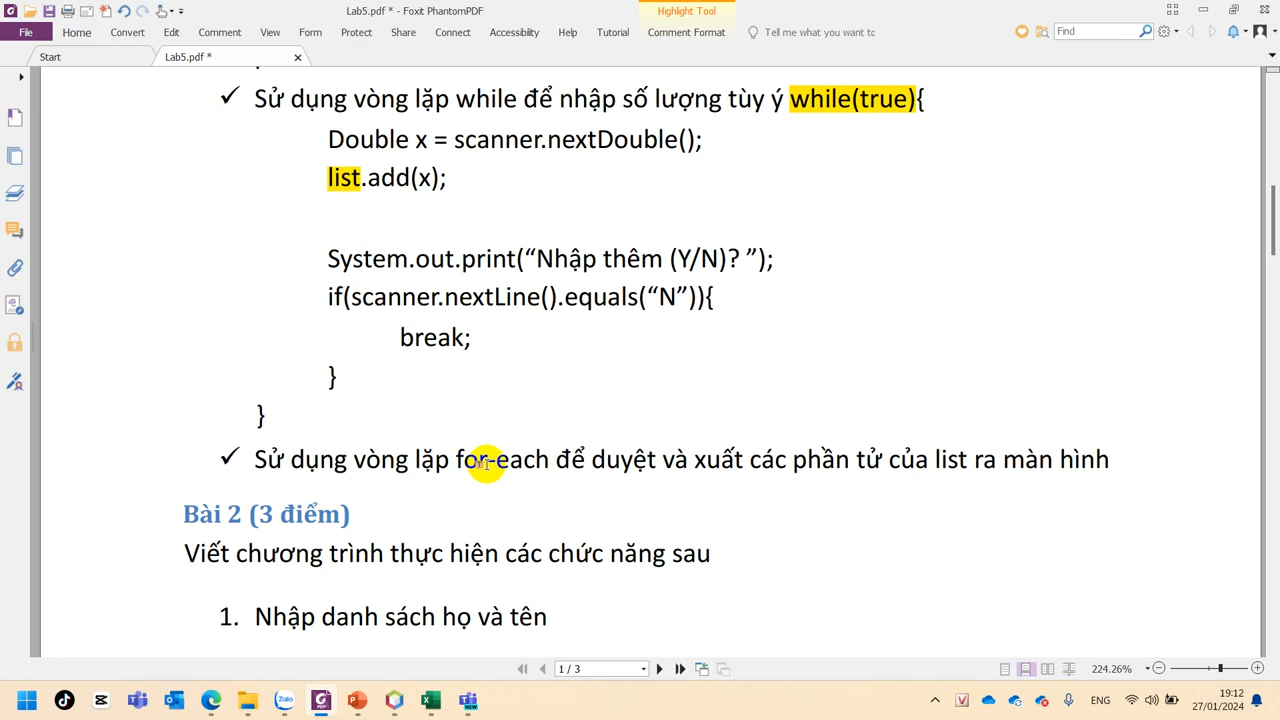 Lab5.pdf * - Foxit PhantomPDF
Highlight Tool
File Home Convert Edit Comment View Form Protect Share Connect Accessibility Help Tutorial Comment Format Tell me what you want to Find
Start Lab5.pdf *
✓ Sử dụng vòng lặp while để nhập số lượng tùy ý while(true){
Double x = scanner.nextDouble();
list.add(x);
System.out.print(“Nhập thêm (Y/N)? ”);
if(scanner.nextLine().equals(“N”)){
break;
}
}
✓ Sử dụng vòng lặp for-each để duyệt và xuất các phần tử của list ra màn hình
Bài 2 (3 điểm)
Viết chương trình thực hiện các chức năng sau
1. Nhập danh sách họ và tên
1 / 3
224.26%
ENG
19:12
27/01/2024